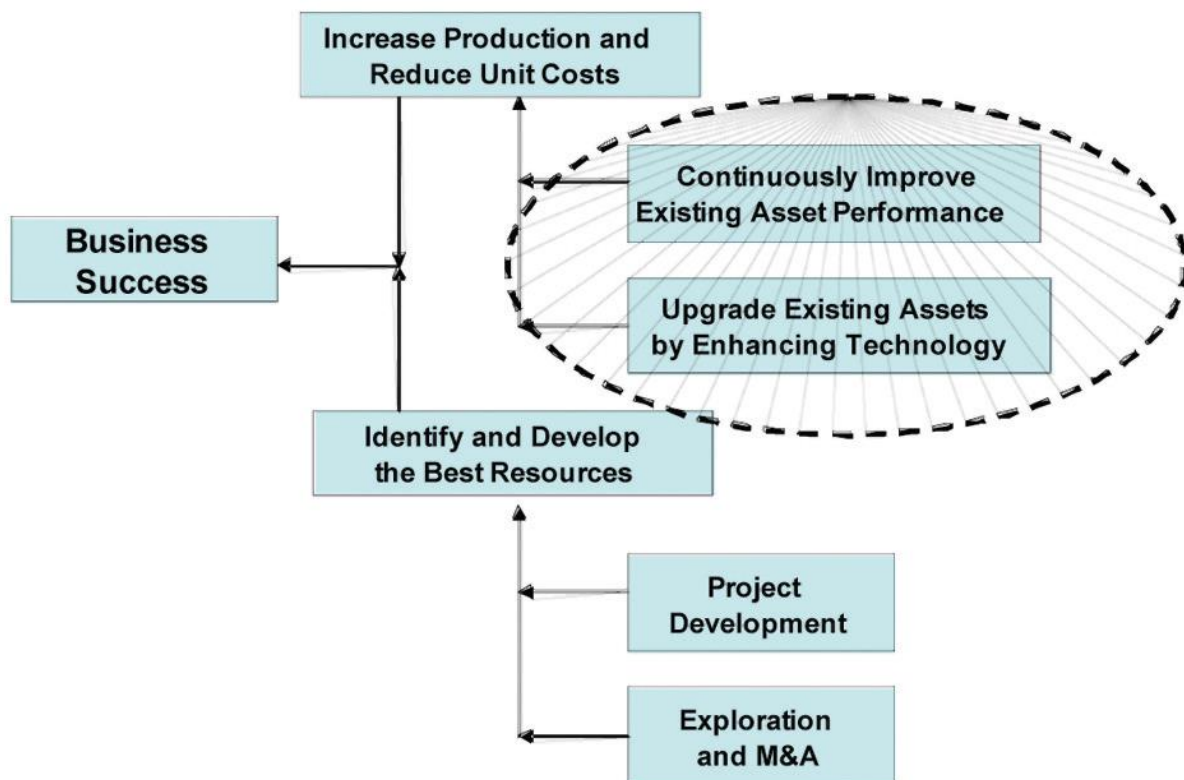 Increase Production and
Reduce Unit Costs
Continuously Improve
Existing Asset Performance
Business
Success
Upgrade Existing Assets
by Enhancing Technology
Identify and Develop
the Best Resources
Project
Development
Exploration
and M&A